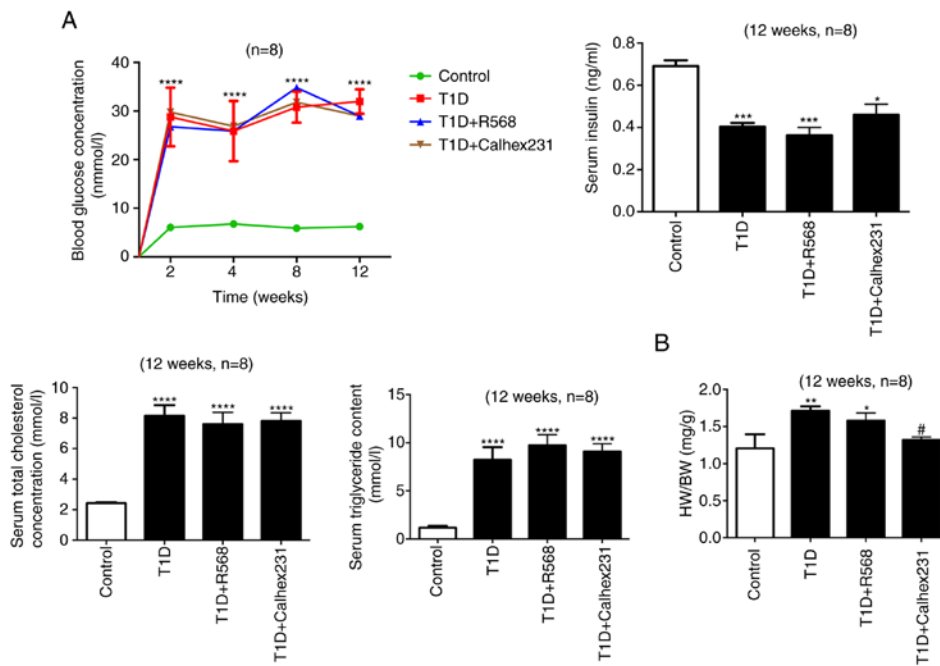 A
(n=8)
Blood glucose concentration
(nmmol/l)
40
30
20
10
0
2
4
8
12
Time (weeks)
****
****
****
****
Control
T1D
T1D+R568
T1D+Calhex231
(12 weeks, n=8)
Serum insulin (ng/ml)
0.9
0.6
0.4
0.2
0.0
***
***
*
Control
T1D
T1D+R568
T1D+Calhex231
(12 weeks, n=8)
Serum total cholesterol
concentration (mmol/l)
10
8
6
4
2
0
****
****
****
Control
T1D
T1D+R568
T1D+Calhex231
(12 weeks, n=8)
Serum triglyceride content
(mmol/l)
15
10
5
0
****
****
****
Control
T1D
T1D+R568
T1D+Calhex231
B
(12 weeks, n=8)
HW/BW (mg/g)
2.0
1.5
1.0
0.5
0.0
**
*
#
Control
T1D
T1D+R568
T1D+Calhex231